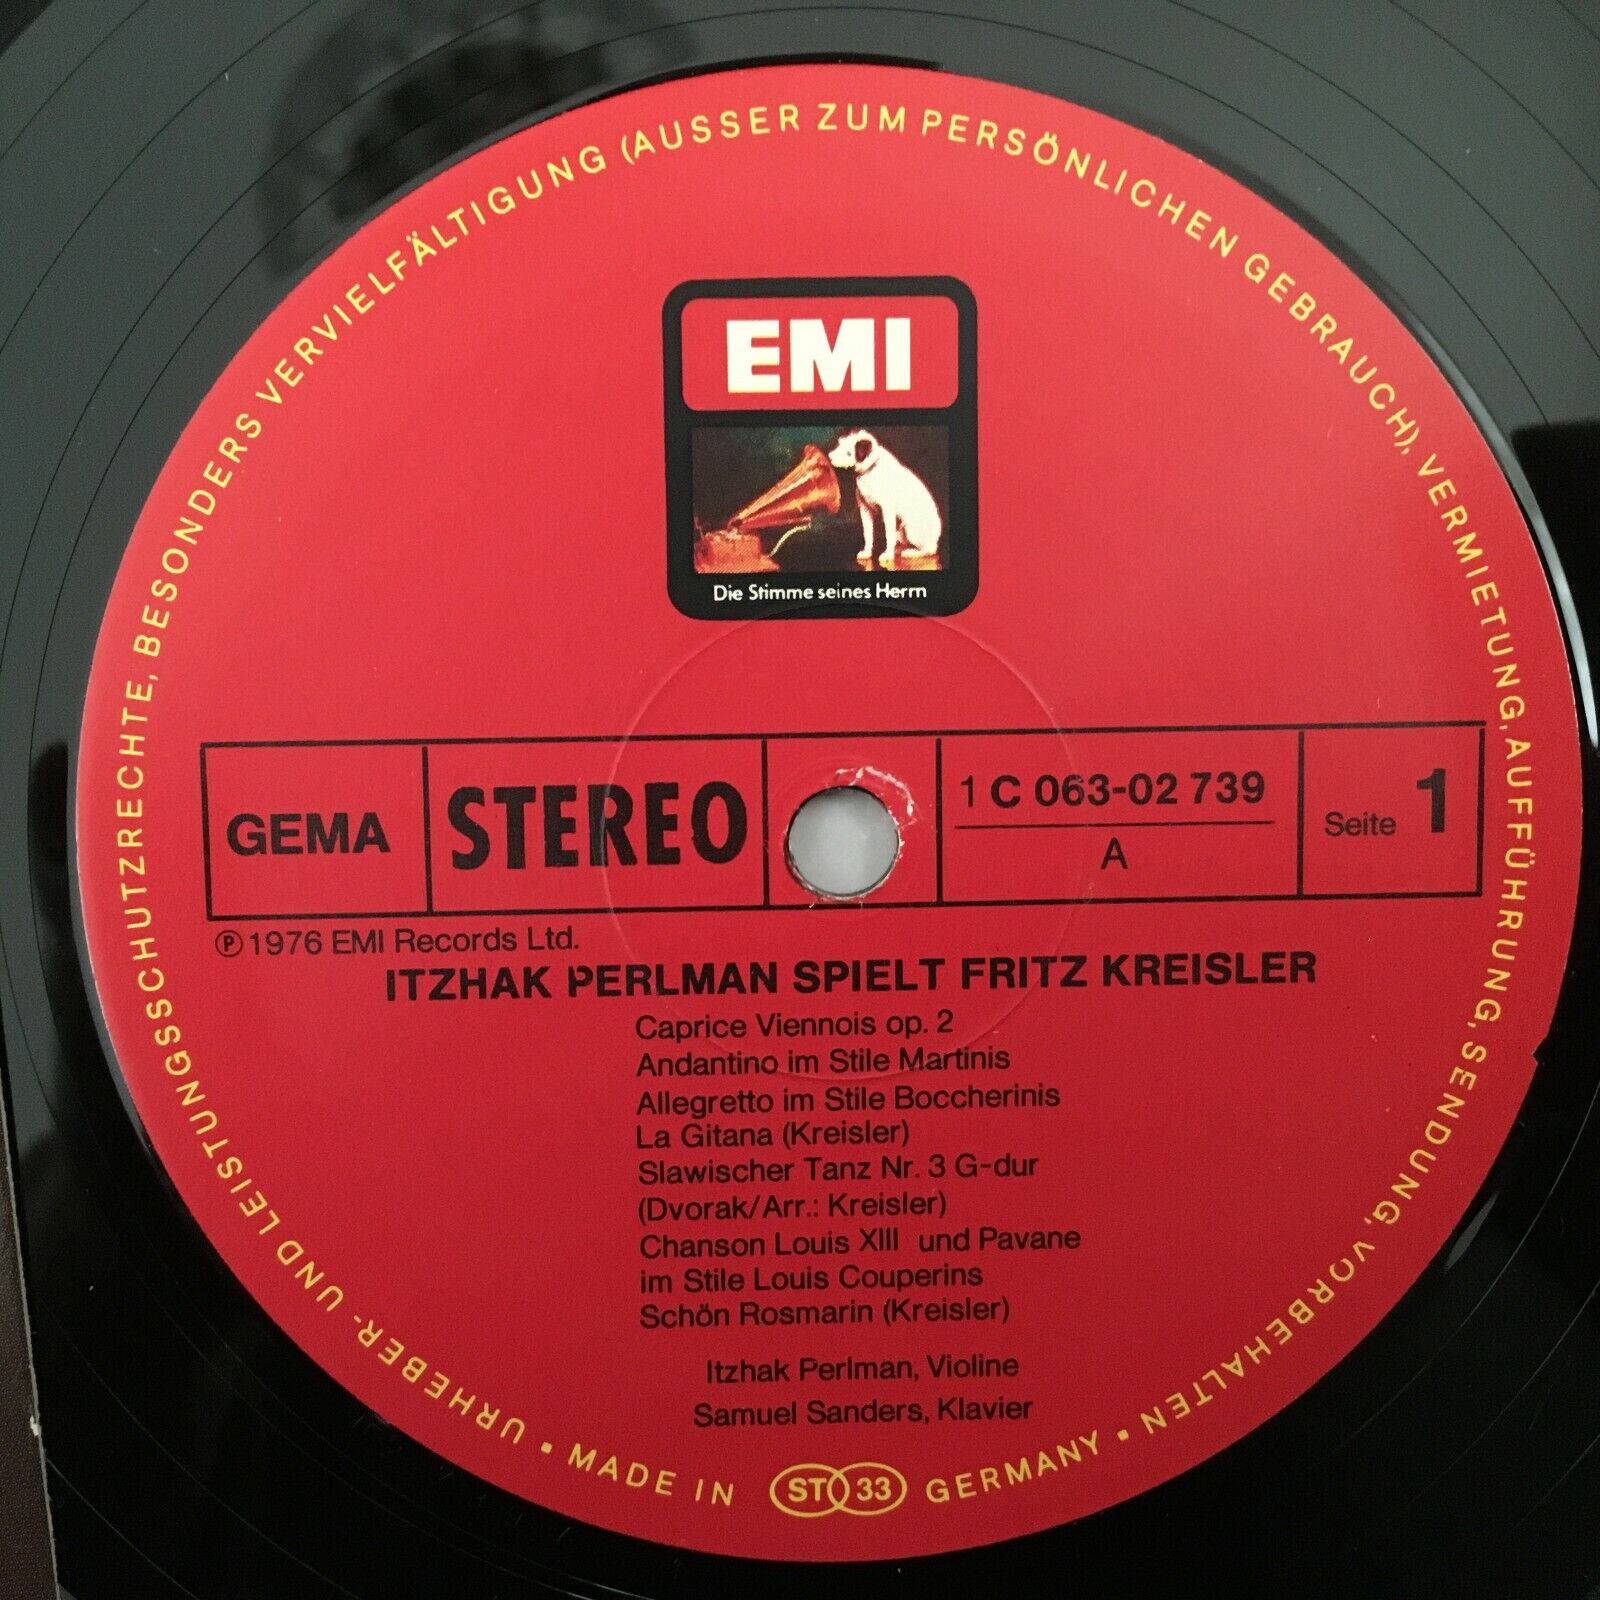 URHEBER- UND LEISTUNGSSCHUTZRECHTE, BESONDERS VERVIELFÄLTIGUNG (AUSSER ZUM PERSÖNLICHEN GEBRAUCH), VERMIETUNG, AUFFÜHRUNG, SENDUNG, VORBEHALTEN •
EMI
Die Stimme seines Herrn
GEMA
STEREO
1 C 063-02 739
A
Seite 1
℗ 1976 EMI Records Ltd.
ITZHAK PERLMAN SPIELT FRITZ KREISLER
Caprice Viennois op. 2
Andantino im Stile Martinis
Allegretto im Stile Boccherinis
La Gitana (Kreisler)
Slawischer Tanz Nr. 3 G-dur
(Dvorak/Arr.: Kreisler)
Chanson Louis XIII und Pavane
im Stile Louis Couperins
Schön Rosmarin (Kreisler)
Itzhak Perlman, Violine
Samuel Sanders, Klavier
• MADE IN ST 33 GERMANY